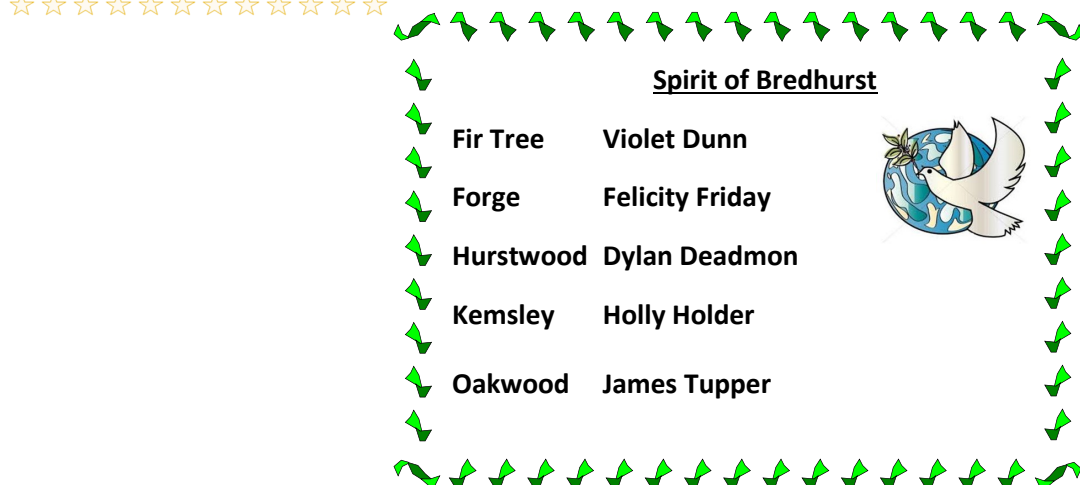 Spirit of Bredhurst
Fir Tree Violet Dunn
Forge Felicity Friday
Hurstwood Dylan Deadmon
Kemsley Holly Holder
Oakwood James Tupper